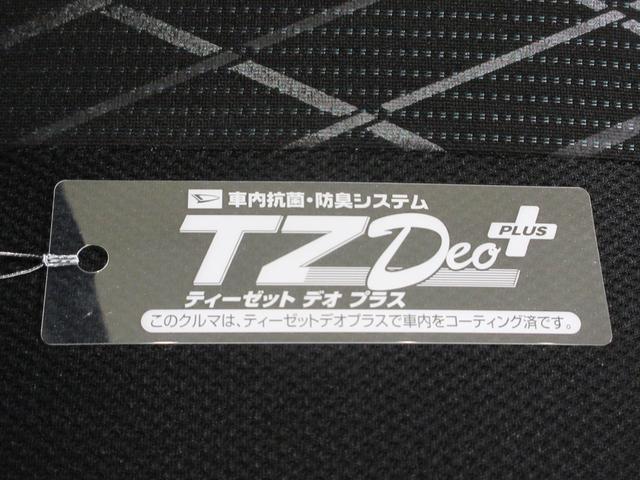 車内抗菌・防臭システム
TZ Deo
PLUS
ティーゼット デオ プラス
このクルマは、ティーゼットデオプラスで車内をコーティング済です。